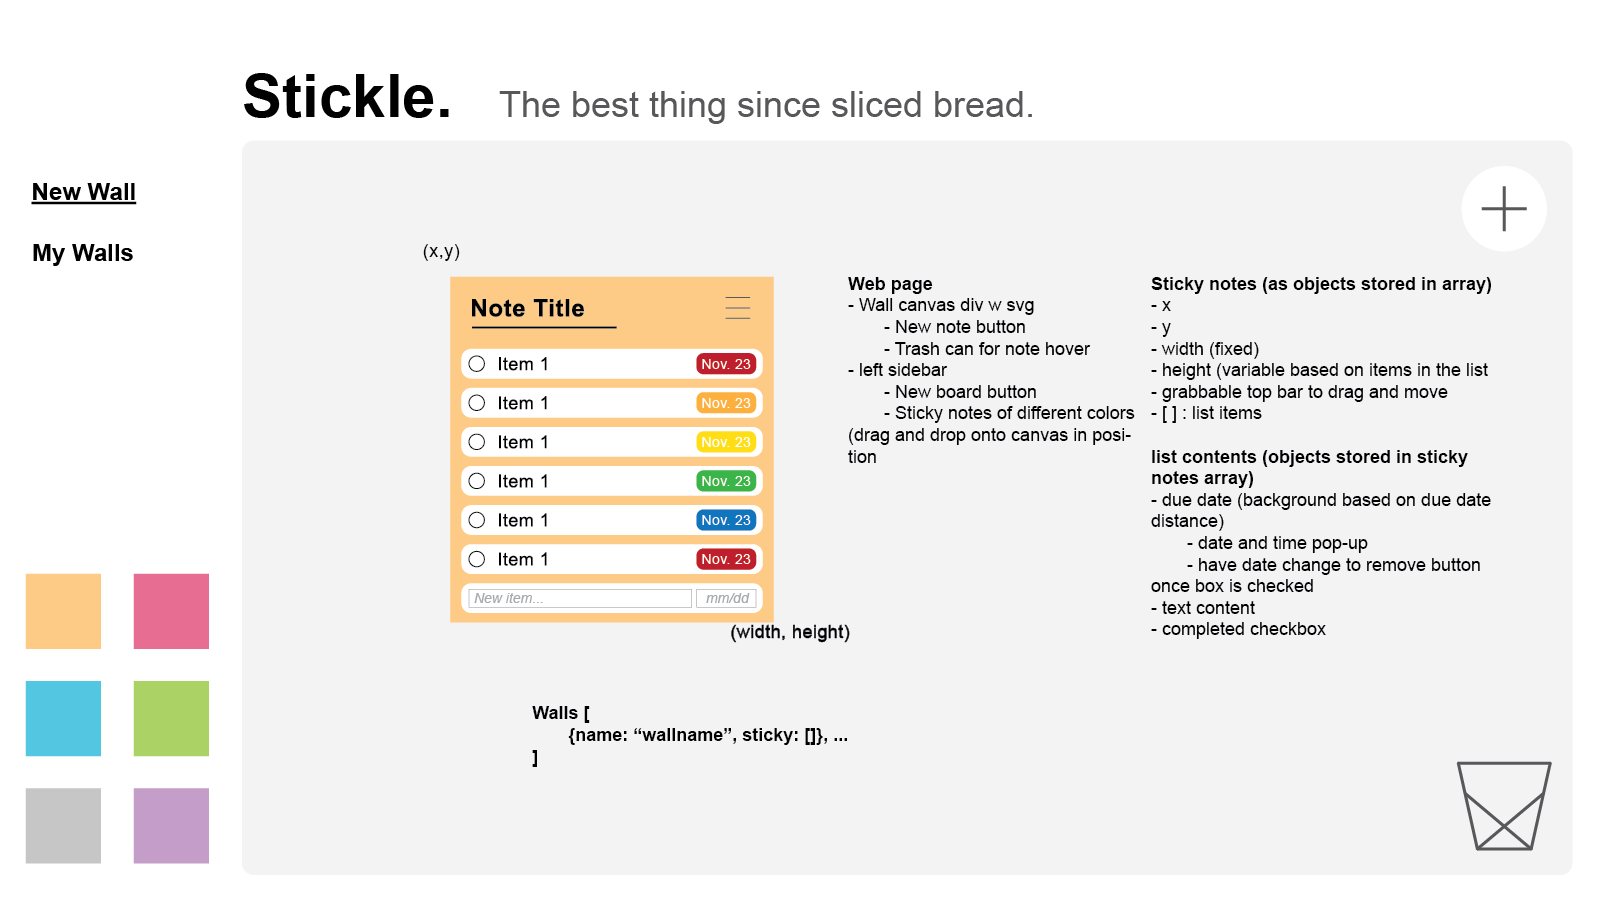 Stickle.
The best thing since sliced bread.
New Wall
My Walls
(x,y)
Note Title
Item 1 Nov. 23
Item 1 Nov. 23
Item 1 Nov. 23
Item 1 Nov. 23
Item 1 Nov. 23
Item 1 Nov. 23
New item... mm/dd
(width, height)
Web page
- Wall canvas div w svg
- New note button
- Trash can for note hover
- left sidebar
- New board button
- Sticky notes of different colors
(drag and drop onto canvas in posi-
tion
Sticky notes (as objects stored in array)
- x
- y
- width (fixed)
- height (variable based on items in the list
- grabbable top bar to drag and move
- [ ] : list items
list contents (objects stored in sticky
notes array)
- due date (background based on due date
distance)
- date and time pop-up
- have date change to remove button
once box is checked
- text content
- completed checkbox
Walls [
{name: “wallname”, sticky: []}, ...
]